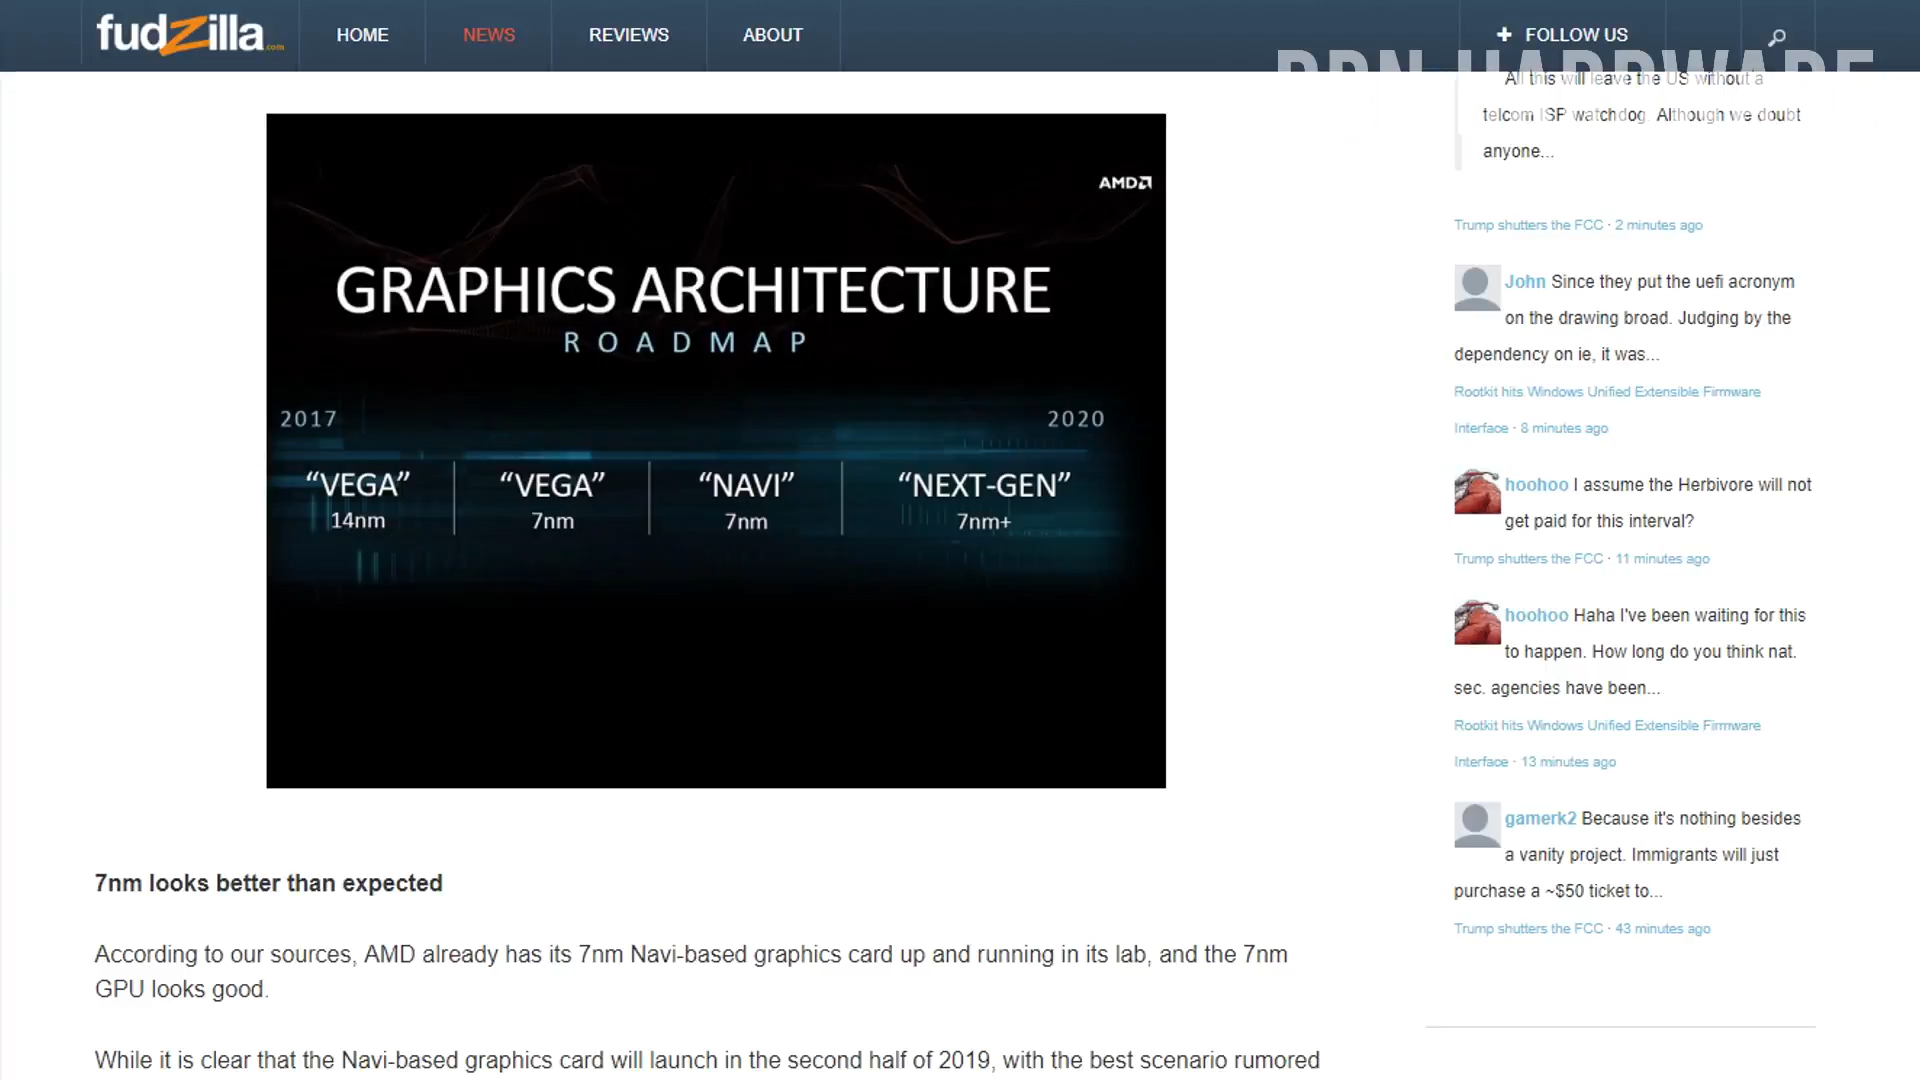 fudzilla.com
HOME
NEWS
REVIEWS
ABOUT
FOLLOW US
All this will leave the US without a
telcom ISP watchdog. Although we doubt
anyone...
Trump shutters the FCC · 2 minutes ago
John Since they put the uefi acronym
on the drawing broad. Judging by the
dependency on ie, it was...
Rootkit hits Windows Unified Extensible Firmware
Interface · 8 minutes ago
hoohoo I assume the Herbivore will not
get paid for this interval?
Trump shutters the FCC · 11 minutes ago
hoohoo Haha I've been waiting for this
to happen. How long do you think nat.
sec. agencies have been...
Rootkit hits Windows Unified Extensible Firmware
Interface · 13 minutes ago
gamerk2 Because it's nothing besides
a vanity project. Immigrants will just
purchase a ~$50 ticket to...
Trump shutters the FCC · 43 minutes ago
AMD
GRAPHICS ARCHITECTURE
ROADMAP
2017
2020
“VEGA”
14nm
“VEGA”
7nm
“NAVI”
7nm
“NEXT-GEN”
7nm+
7nm looks better than expected
According to our sources, AMD already has its 7nm Navi-based graphics card up and running in its lab, and the 7nm
GPU looks good.
While it is clear that the Navi-based graphics card will launch in the second half of 2019, with the best scenario rumored